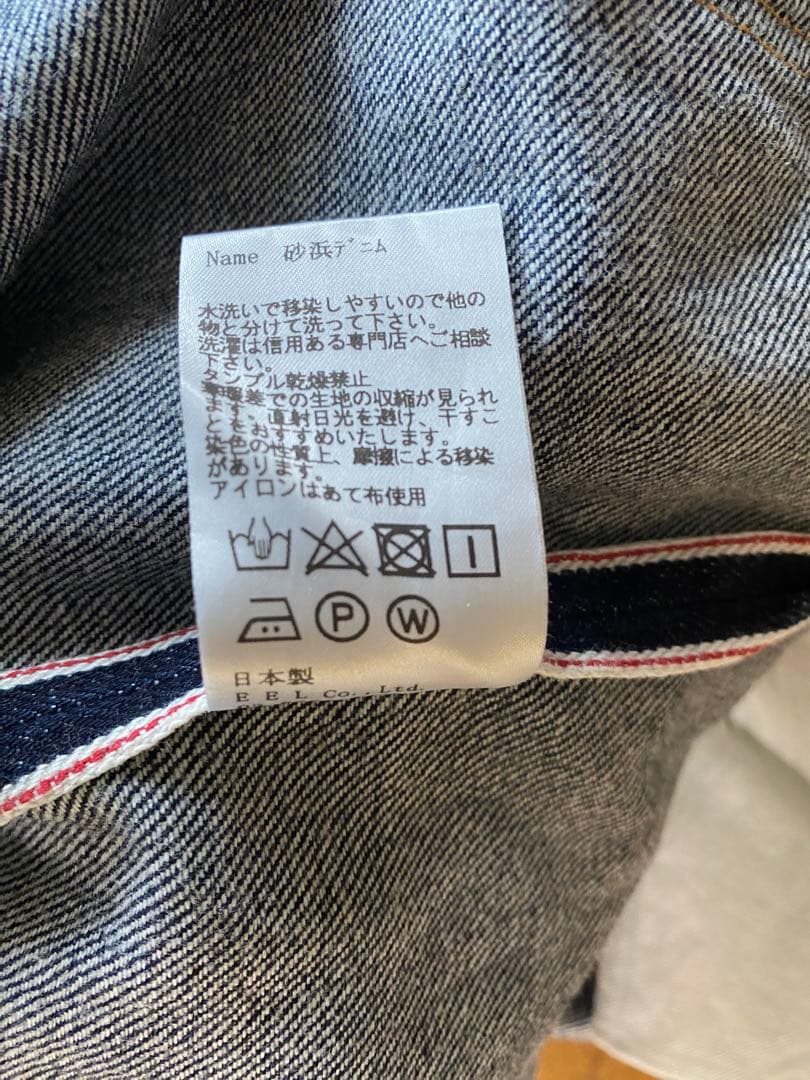 Name 砂浜ﾃﾞﾆﾑ
水洗いで移染しやすいので他の
物と分けて洗って下さい。
洗濯は信用ある専門店へご相談
下さい。
タンブル乾燥禁止
差での生地の収縮が見られ
ます。直射日光を避け、干すこ
とをおすすめいたします。
染色の性質上、摩擦による移染
があります。
アイロンはあて布使用
P
W
日本製
E E L Co.,Ltd.